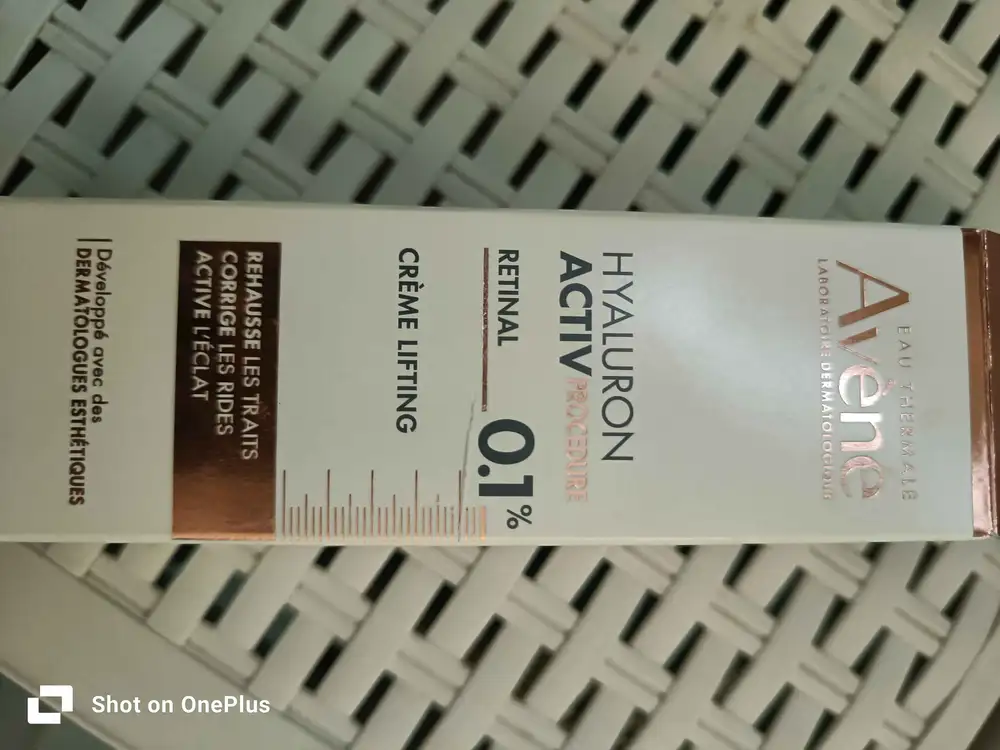 EAU THERMALE
Avène
LABORATOIRE DERMATOLOGIQUE
HYALURON
ACTIV PROCEDURE
RETINAL 0.1%
CRÈME LIFTING
REHAUSSE LES TRAITS
CORRIGE LES RIDES
ACTIVE L'ÉCLAT
Développé avec des
DERMATOLOGUES ESTHÉTIQUES
Shot on OnePlus